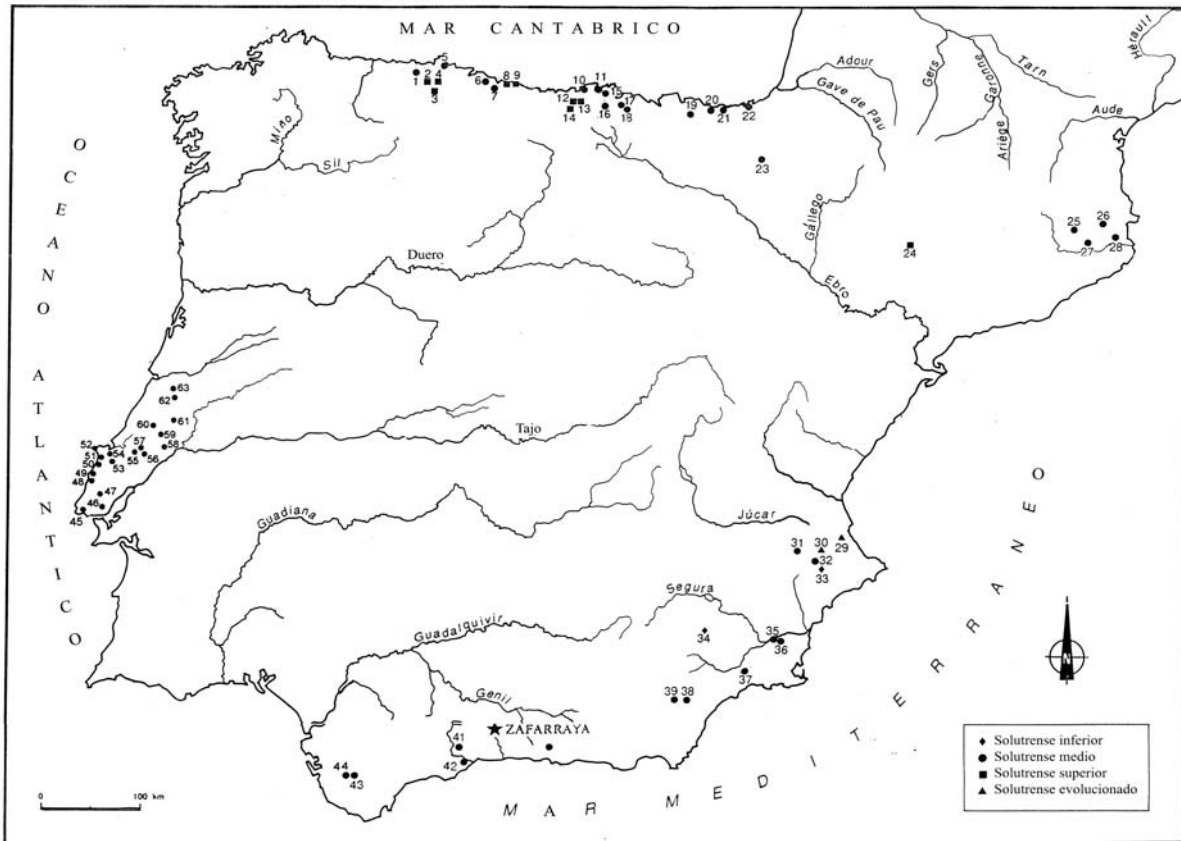 MAR CANTABRICO
OCEANO ATLANTICO
MAR MEDITERRANEO
Miño
Sil
Duero
Tajo
Guadiana
Guadalquivir
Genil
Segura
Júcar
Ebro
Gállego
Adour
Gave de Pau
Gers
Garonne
Ariège
Tarn
Hérault
Aude
1
2
3
4
5
6
7
8
9
10
11
12
13
14
15
16
17
18
19
20
21
22
23
24
25
26
27
28
29
30
31
32
33
34
35
36
37
39
38
41
42
44
43
45
46
47
48
49
50
51
52
53
54
55
56
57
58
59
60
61
62
63
ZAFARRAYA
N
0
100 km
Solutrense inferior
Solutrense medio
Solutrense superior
Solutrense evolucionado